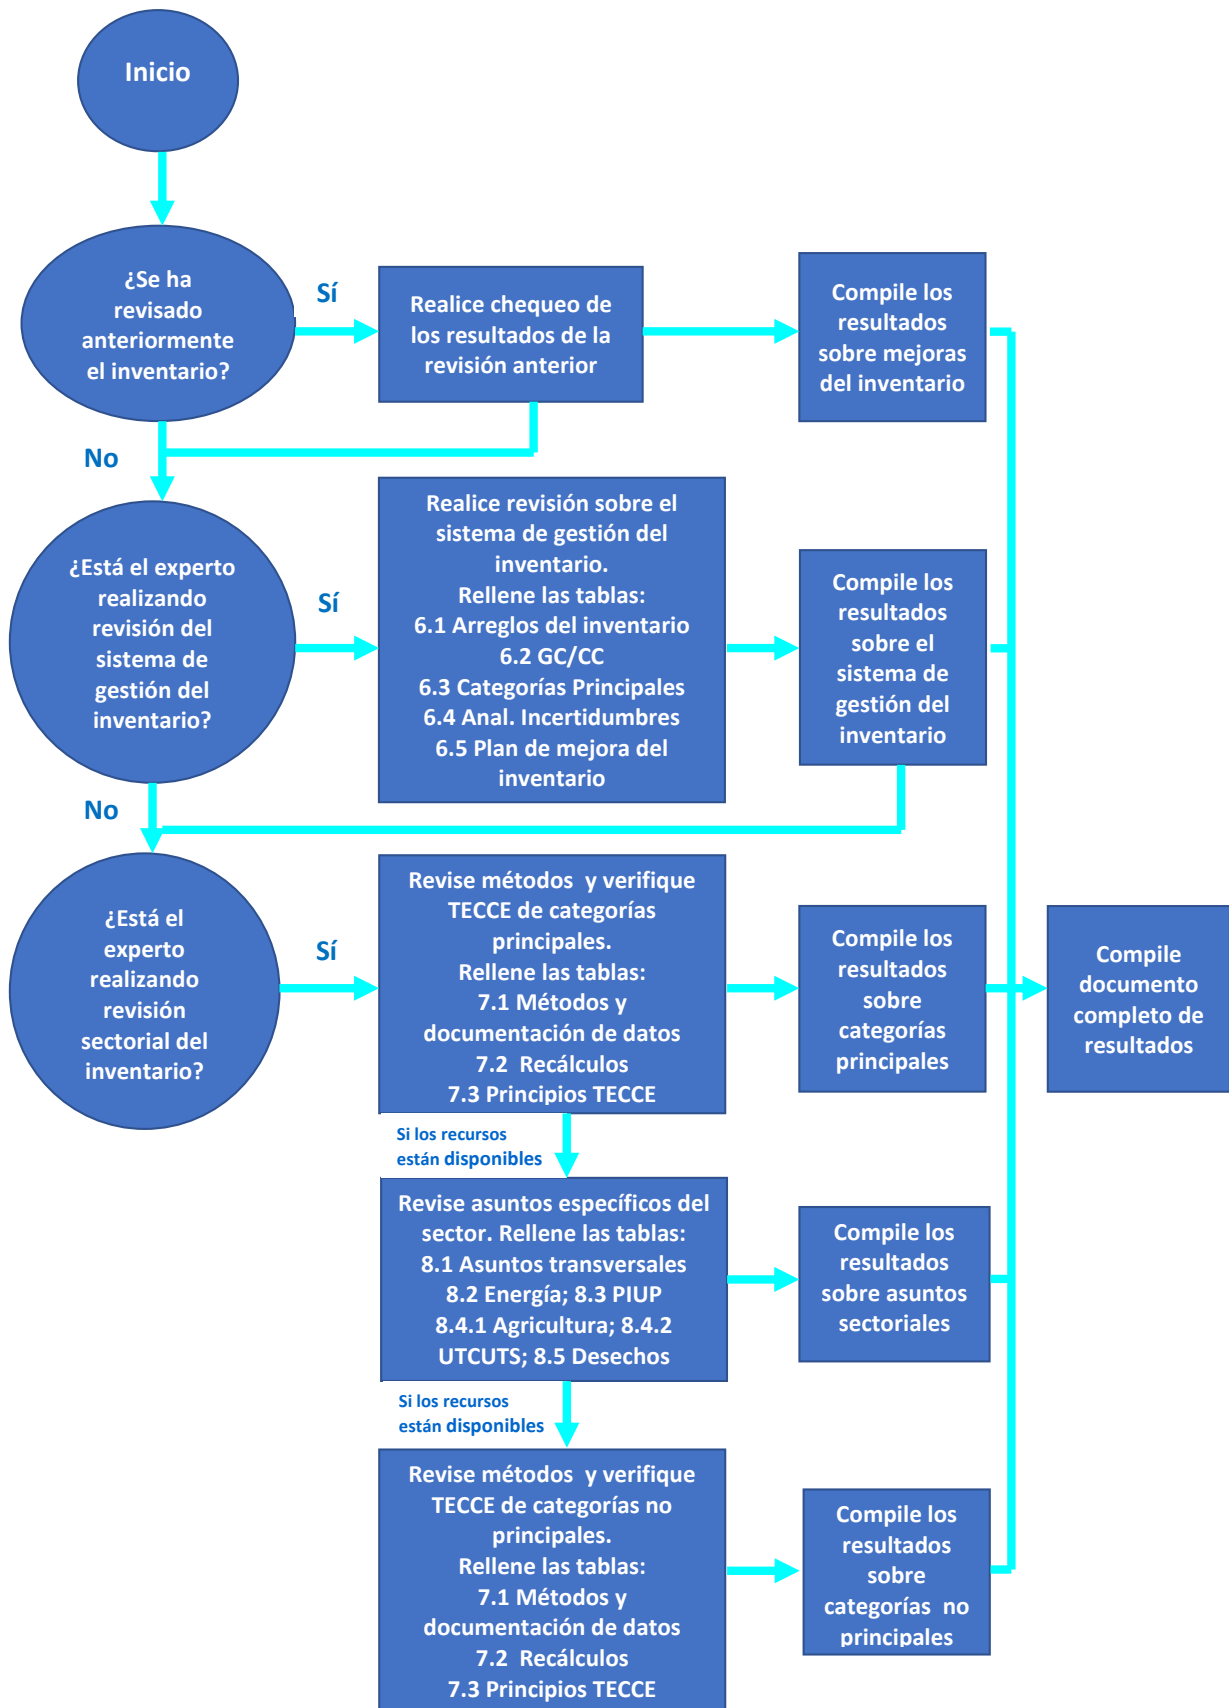 Inicio
¿Se ha
revisado
anteriormente
el inventario?
Sí
Realice chequeo de
los resultados de la
revisión anterior
Compile los
resultados
sobre mejoras
del inventario
No
¿Está el experto
realizando
revisión del
sistema de
gestión del
inventario?
Sí
Realice revisión sobre el
sistema de gestión del
inventario.
Rellene las tablas:
6.1 Arreglos del inventario
6.2 GC/CC
6.3 Categorías Principales
6.4 Anal. Incertidumbres
6.5 Plan de mejora del
inventario
Compile los
resultados
sobre el
sistema de
gestión del
inventario
No
¿Está el
experto
realizando
revisión
sectorial del
inventario?
Sí
Revise métodos  y verifique
TECCE de categorías
principales.
Rellene las tablas:
7.1 Métodos y
documentación de datos
7.2  Recálculos
7.3 Principios TECCE
Compile los
resultados
sobre
categorías
principales
Compile
documento
completo de
resultados
Si los recursos
están disponibles
Revise asuntos específicos del
sector. Rellene las tablas:
8.1 Asuntos transversales
8.2 Energía; 8.3 PIUP
8.4.1 Agricultura; 8.4.2
UTCUTS; 8.5 Desechos
Compile los
resultados
sobre asuntos
sectoriales
Si los recursos
están disponibles
Revise métodos  y verifique
TECCE de categorías no
principales.
Rellene las tablas:
7.1 Métodos y
documentación de datos
7.2  Recálculos
7.3 Principios TECCE
Compile los
resultados
sobre
categorías  no
principales